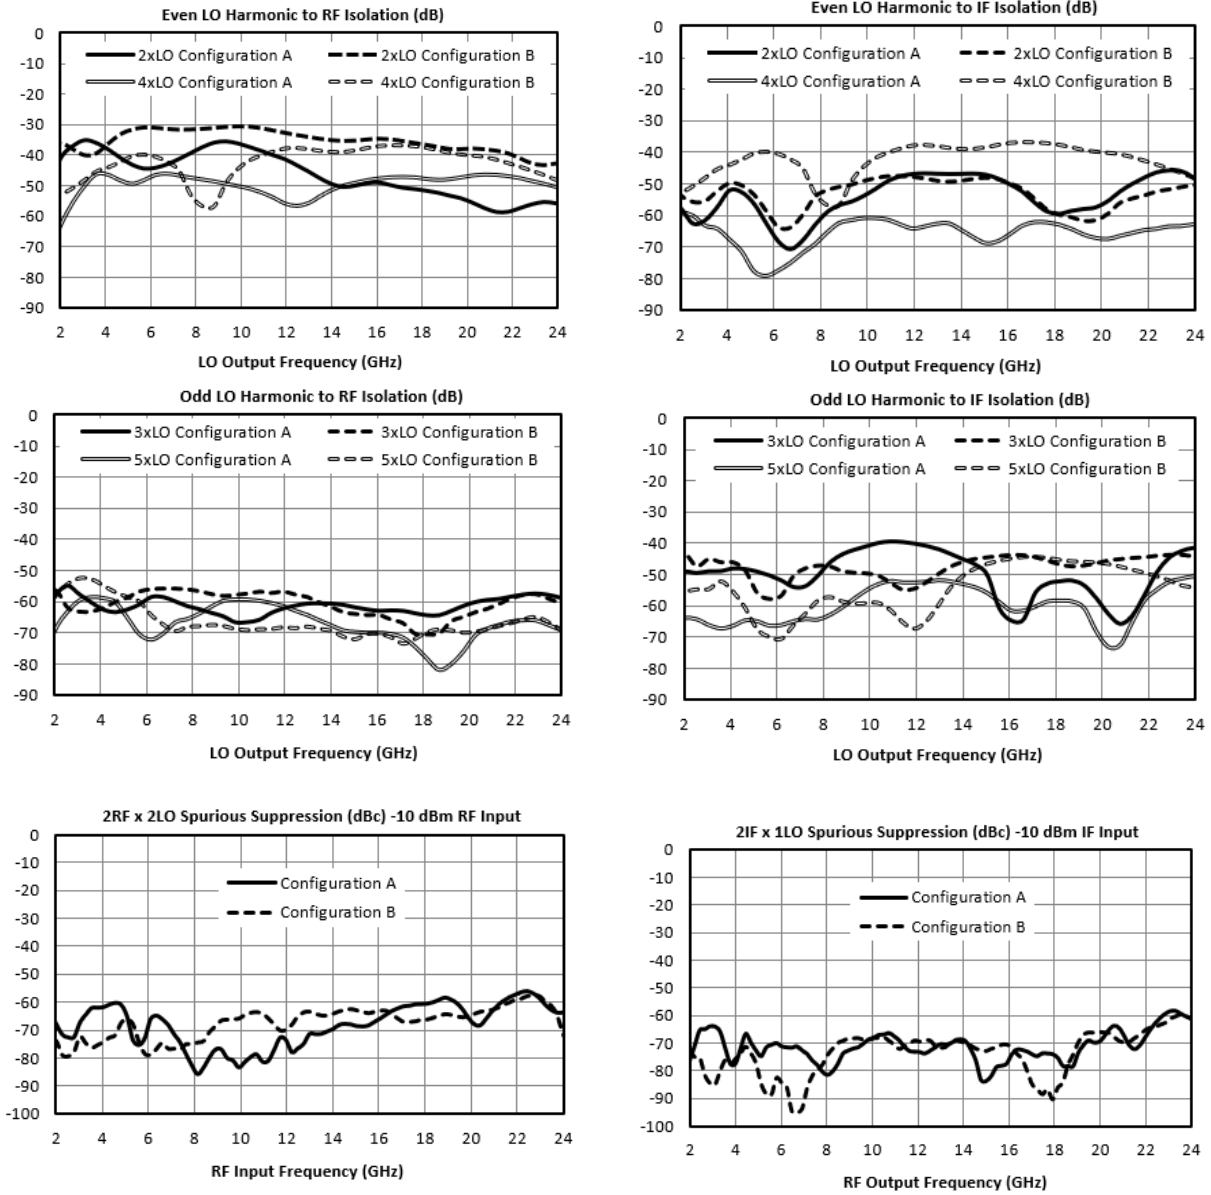 Even LO Harmonic to RF Isolation (dB)
0
-10
-20
-30
-40
-50
-60
-70
-80
-90
2xLO Configuration A
2xLO Configuration B
4xLO Configuration A
4xLO Configuration B
2 4 6 8 10 12 14 16 18 20 22 24
LO Output Frequency (GHz)
Even LO Harmonic to IF Isolation (dB)
0
-10
-20
-30
-40
-50
-60
-70
-80
-90
2xLO Configuration A
2xLO Configuration B
4xLO Configuration A
4xLO Configuration B
2 4 6 8 10 12 14 16 18 20 22 24
LO Output Frequency (GHz)
Odd LO Harmonic to RF Isolation (dB)
0
-10
-20
-30
-40
-50
-60
-70
-80
-90
3xLO Configuration A
3xLO Configuration B
5xLO Configuration A
5xLO Configuration B
2 4 6 8 10 12 14 16 18 20 22 24
LO Output Frequency (GHz)
Odd LO Harmonic to IF Isolation (dB)
0
-10
-20
-30
-40
-50
-60
-70
-80
-90
3xLO Configuration A
3xLO Configuration B
5xLO Configuration A
5xLO Configuration B
2 4 6 8 10 12 14 16 18 20 22 24
LO Output Frequency (GHz)
2RF x 2LO Spurious Suppression (dBc) -10 dBm RF Input
0
-10
-20
-30
-40
-50
-60
-70
-80
-90
-100
Configuration A
Configuration B
2 4 6 8 10 12 14 16 18 20 22 24
RF Input Frequency (GHz)
2IF x 1LO Spurious Suppression (dBc) -10 dBm IF Input
0
-10
-20
-30
-40
-50
-60
-70
-80
-90
-100
Configuration A
Configuration B
2 4 6 8 10 12 14 16 18 20 22 24
RF Output Frequency (GHz)